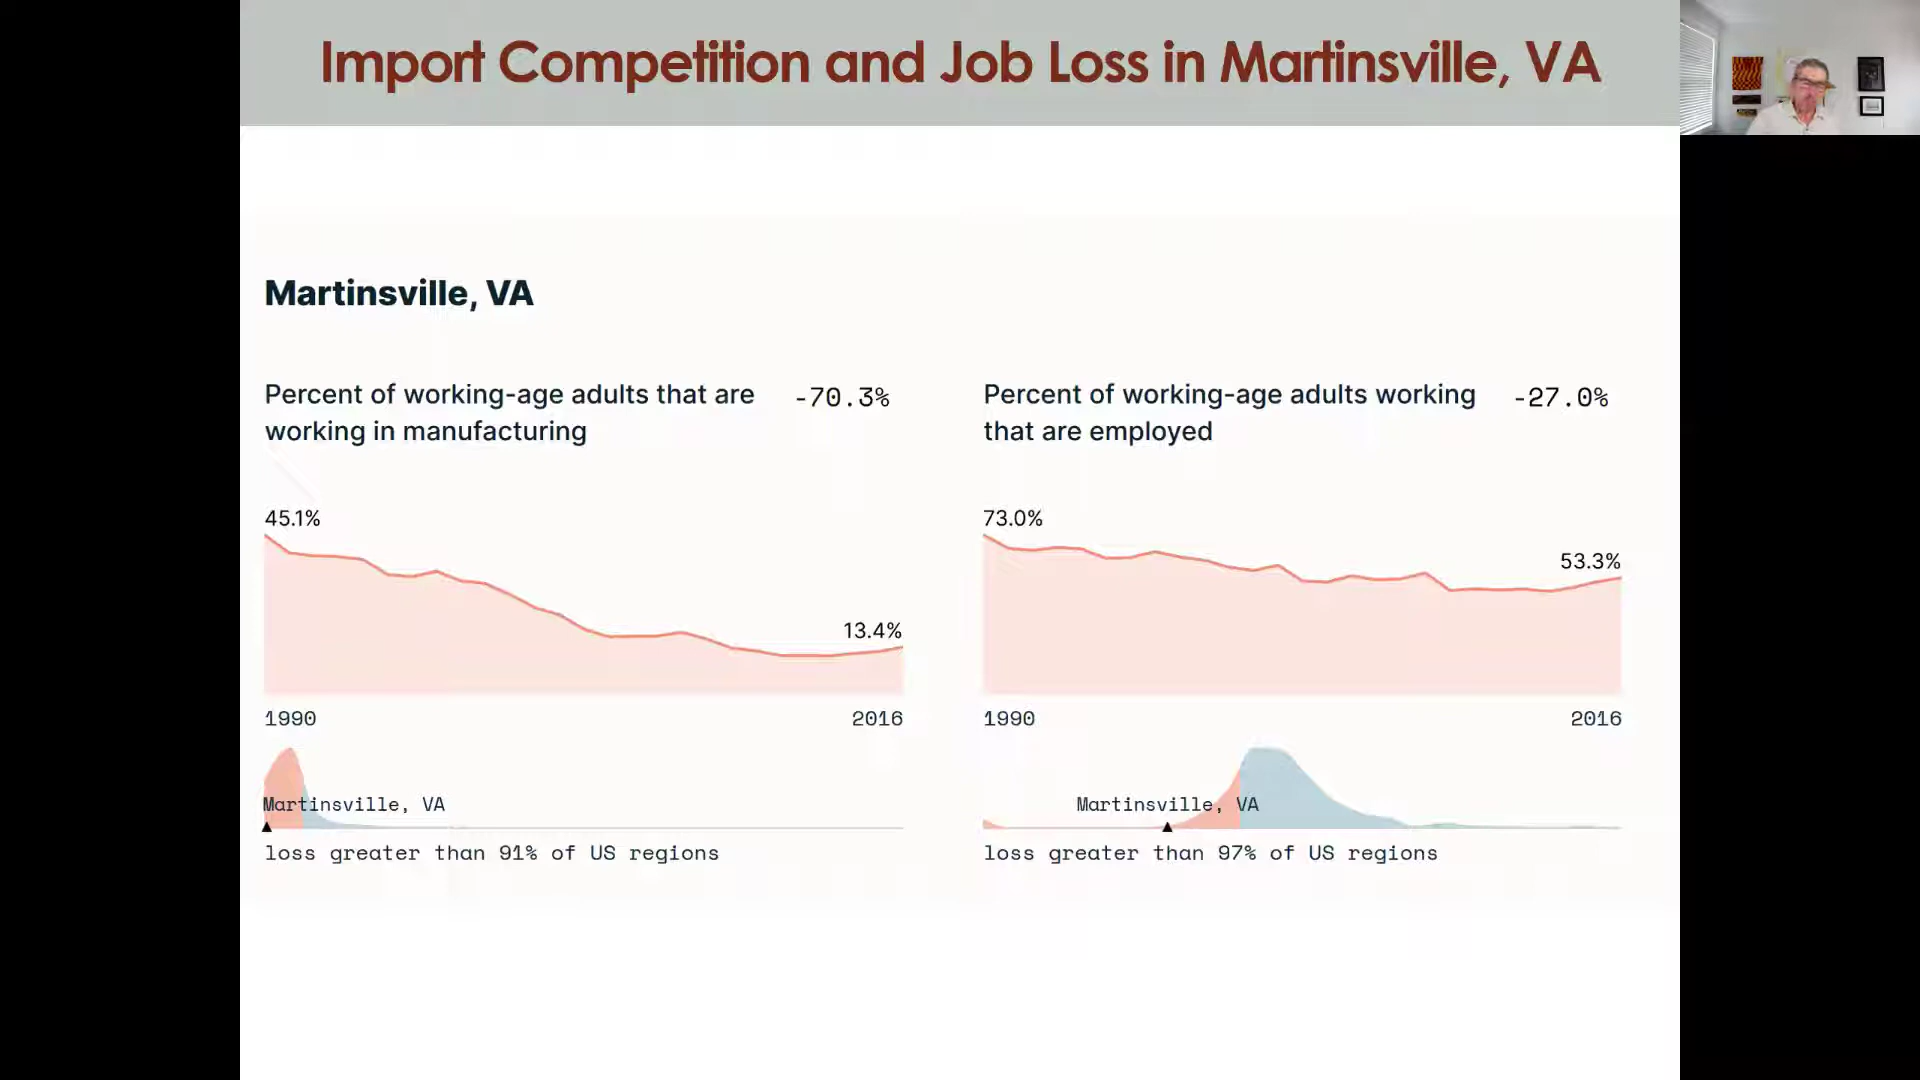 Import Competition and Job Loss in Martinsville, VA
Martinsville, VA
Percent of working-age adults that are
working in manufacturing
-70.3%
45.1%
13.4%
1990
2016
Martinsville, VA
loss greater than 91% of US regions
Percent of working-age adults working
that are employed
-27.0%
73.0%
53.3%
1990
2016
Martinsville, VA
loss greater than 97% of US regions